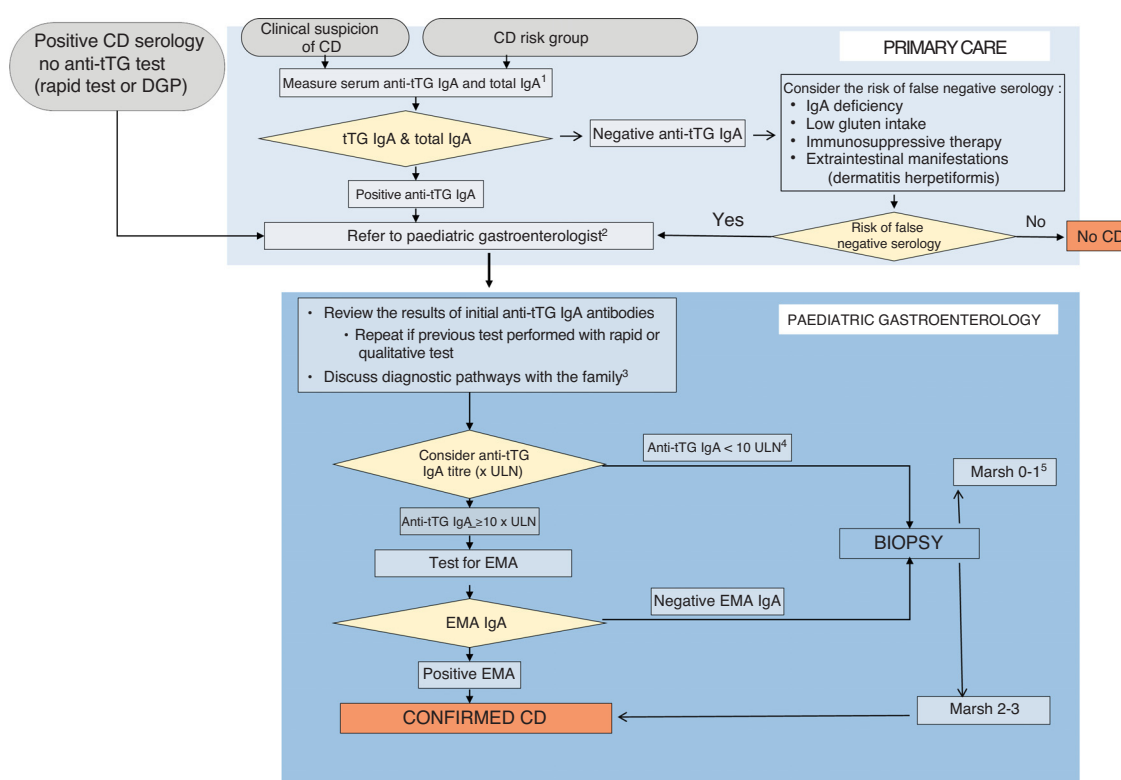 Positive CD serology
no anti-tTG test
(rapid test or DGP)
Clinical suspicion
of CD
CD risk group
PRIMARY CARE
Measure serum anti-tTG IgA and total IgA1
tTG IgA & total IgA
Negative anti-tTG IgA
Consider the risk of false negative serology :
• IgA deficiency
• Low gluten intake
• Immunosuppressive therapy
• Extraintestinal manifestations
(dermatitis herpetiformis)
Positive anti-tTG IgA
Refer to paediatric gastroenterologist2
Yes
Risk of false
negative serology
No
No CD
• Review the results of initial anti-tTG IgA antibodies
• Repeat if previous test performed with rapid or
qualitative test
• Discuss diagnostic pathways with the family3
PAEDIATRIC GASTROENTEROLOGY
Consider anti-tTG
IgA titre (x ULN)
Anti-tTG IgA < 10 ULN4
Marsh 0-15
Anti-tTG IgA ≥10 x ULN
BIOPSY
Test for EMA
EMA IgA
Negative EMA IgA
Positive EMA
CONFIRMED CD
Marsh 2-3